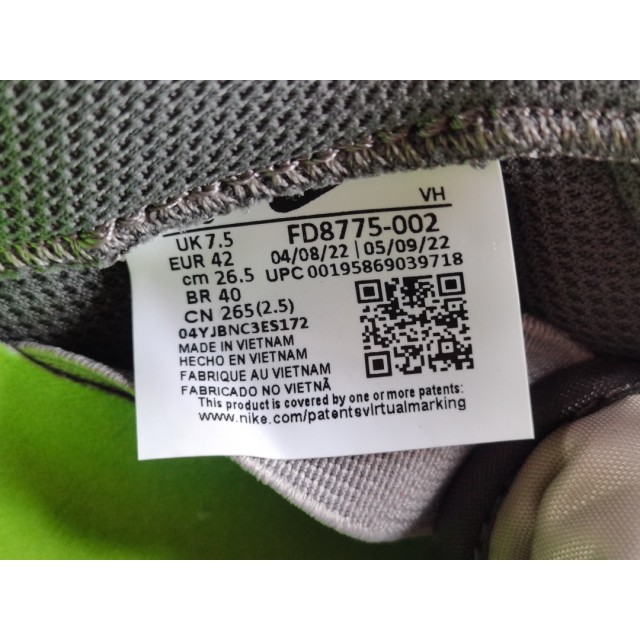 VH
UK 7.5
FD8775-002
EUR 42
04/08/22 | 05/09/22
cm 26.5
UPC 00195869039718
BR 40
CN 265(2.5)
04YJBNC3ES172
MADE IN VIETNAM
HECHO EN VIETNAM
FABRIQUE AU VIETNAM
FABRICADO NO VIETNÃ
This product is covered by one or more patents:
www.nike.com/patentsvirtualmarking